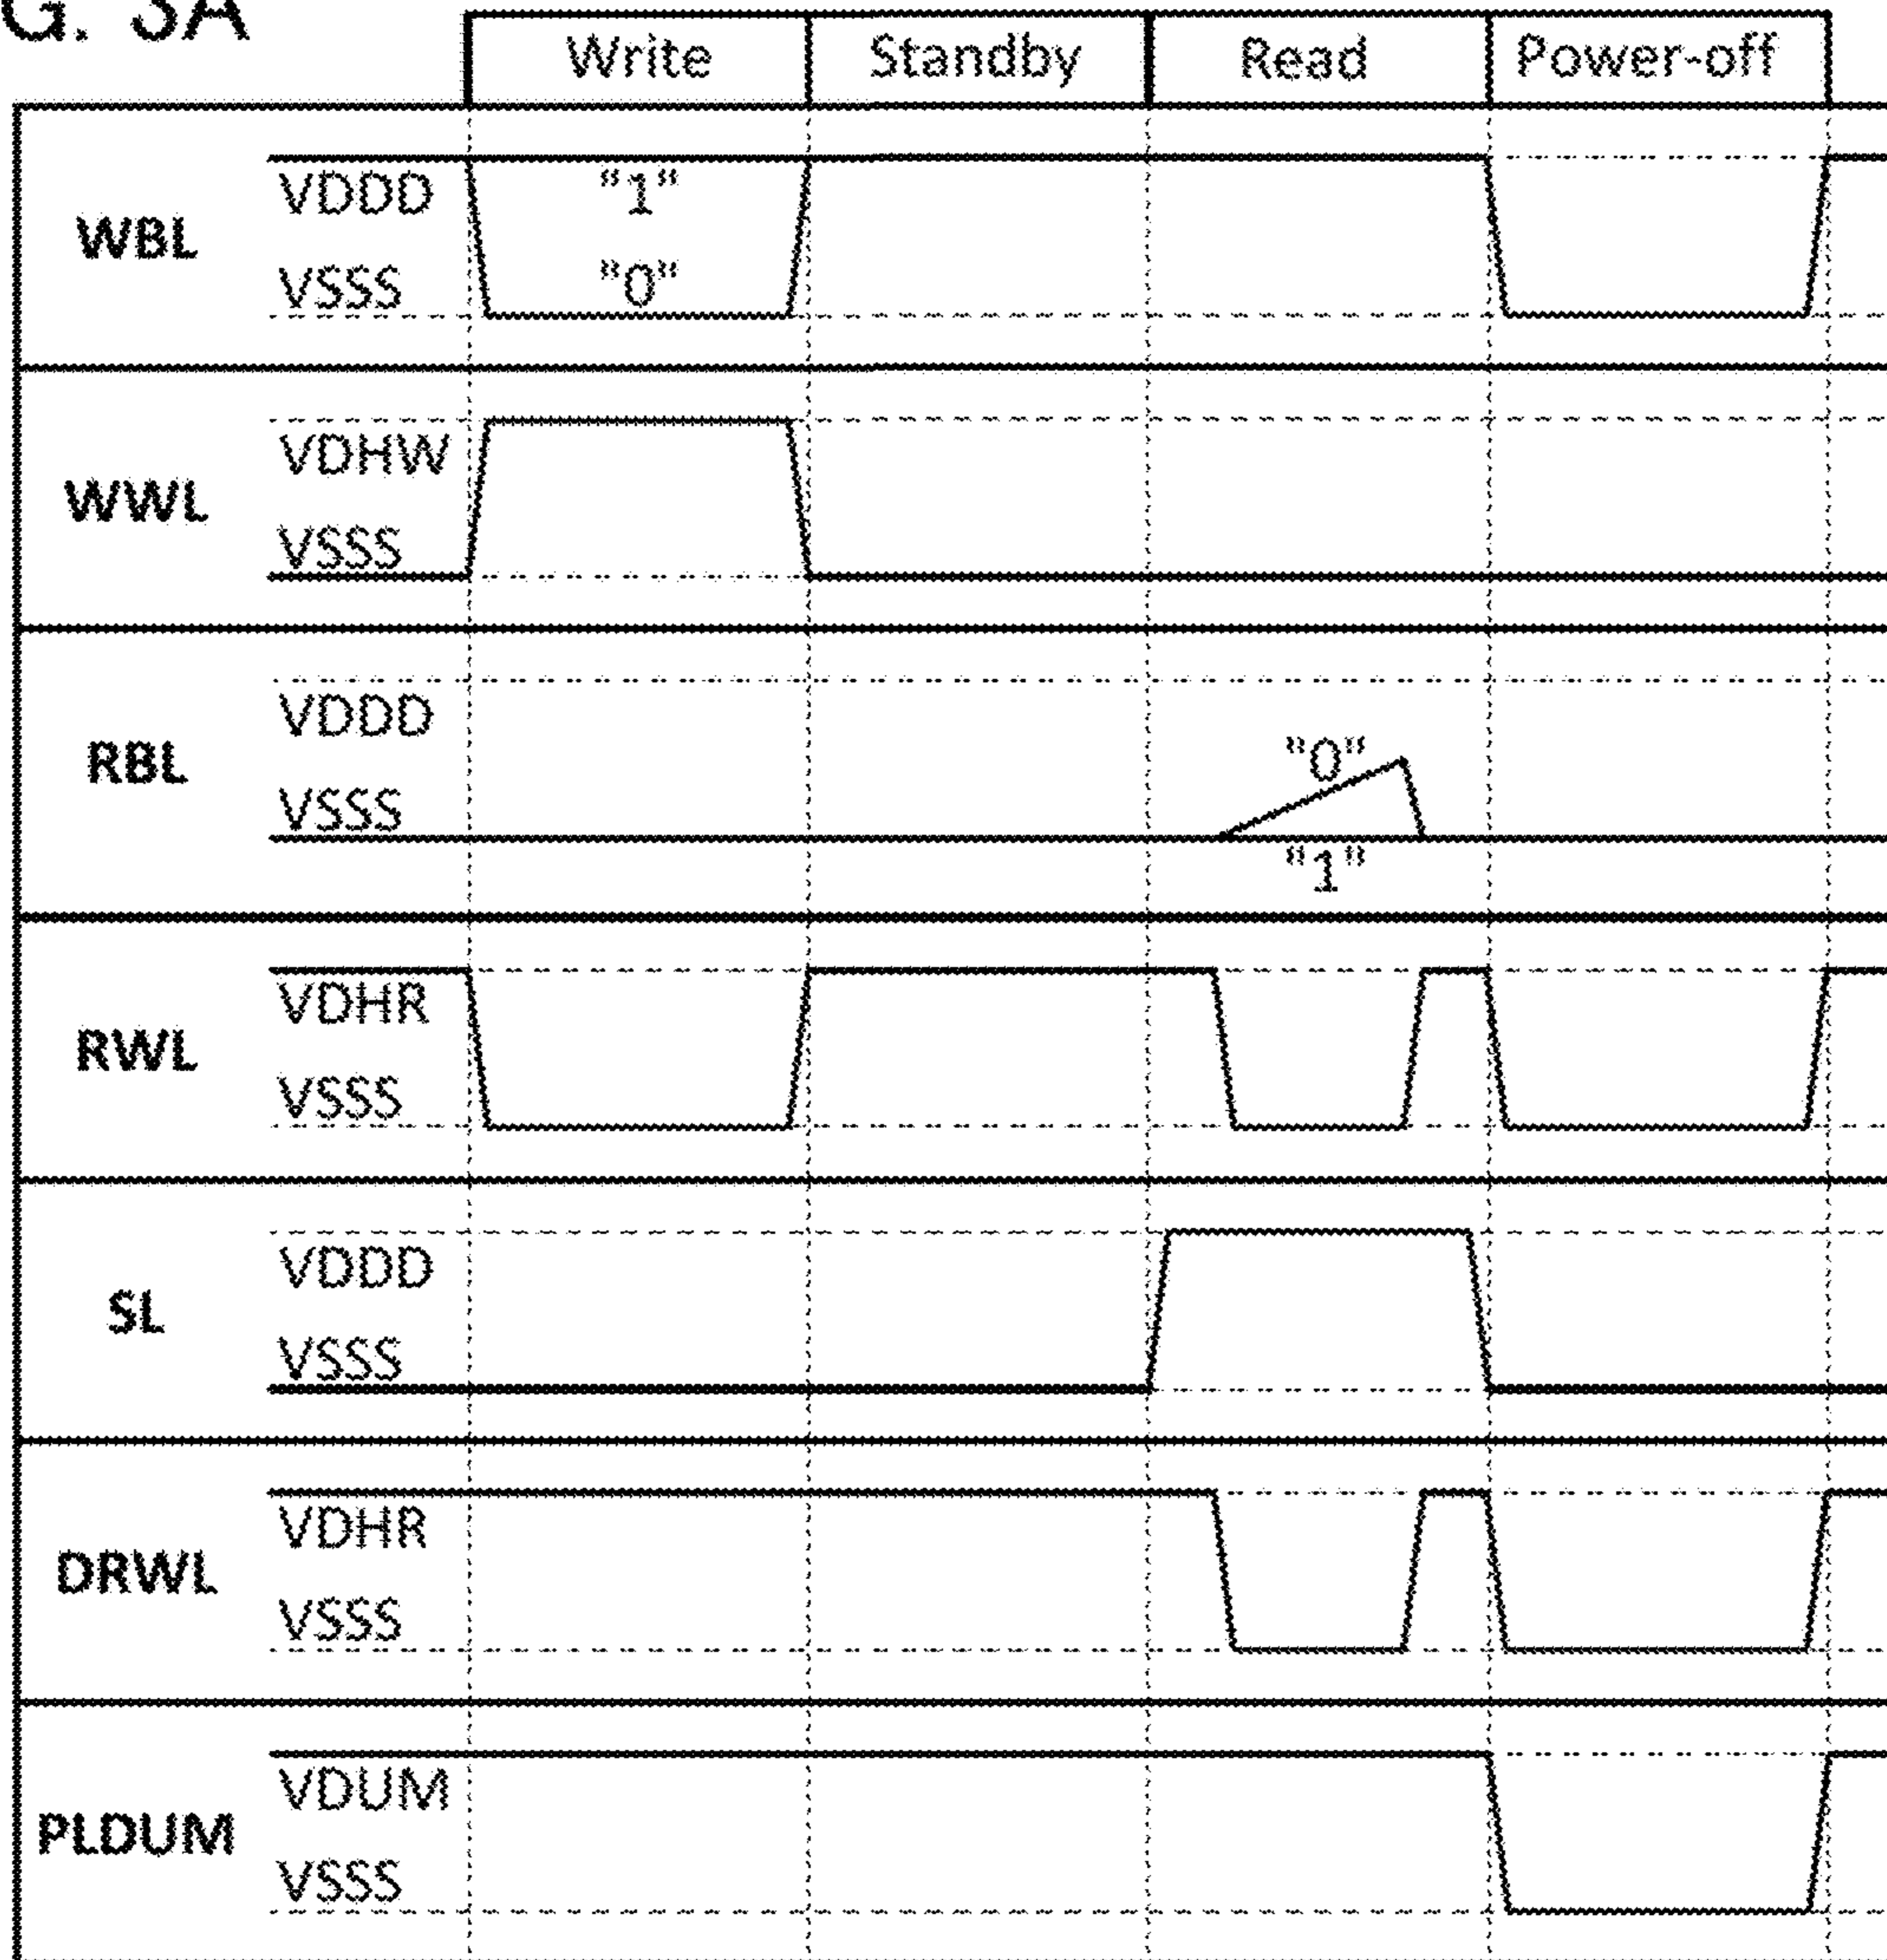 G. 3A
Write Standby Read Power-off
WBL
VDDD "1"
VSSS "0"
WWL
VDHW
VSSS
RBL
VDDD
VSSS
"0"
"1"
RWL
VDHR
VSSS
SL
VDDD
VSSS
DRWL
VDHR
VSSS
PLDUM
VDUM
VSSS